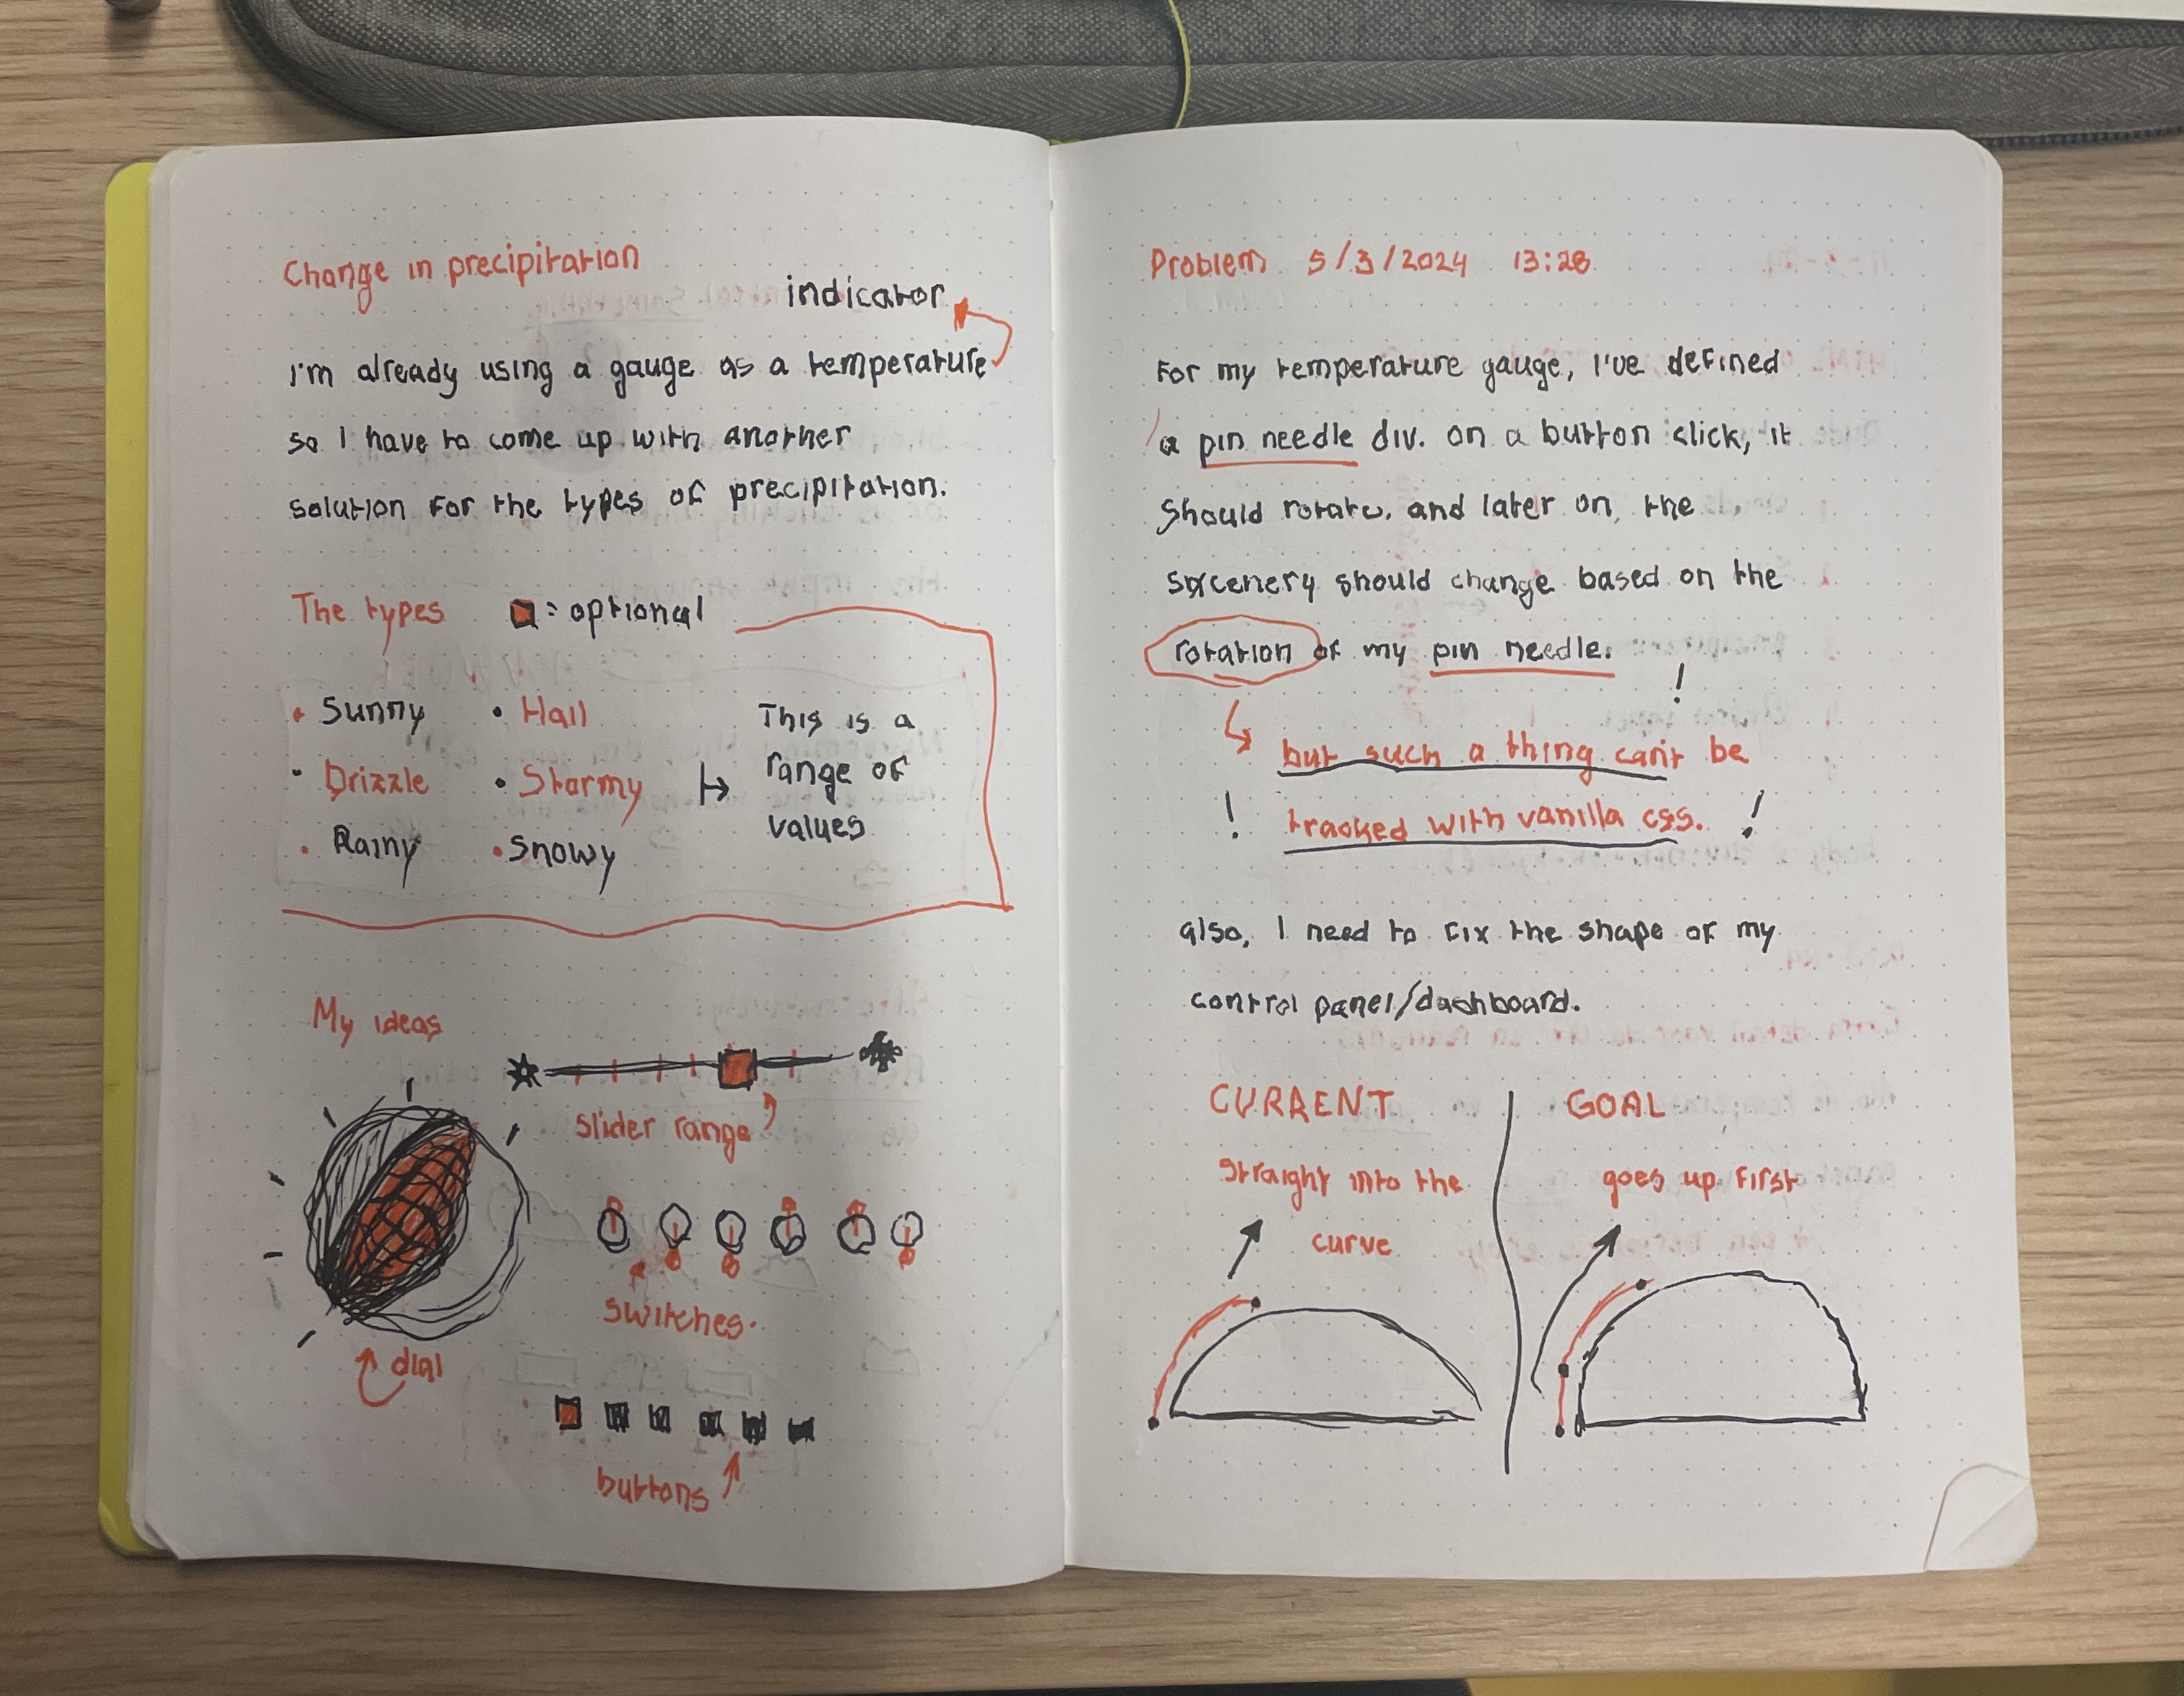 Change in precipitation
indicator
I'm already using a gauge as a temperature
so I have to come up with another
solution for the types of precipitation.
The types = optional
• Sunny • Hail
• Drizzle • Stormy
• Rainy • Snowy
This is a
range of
values
My ideas
slider range
switches.
dial
buttons
Problem 5/3/2024 13:28
For my temperature gauge, I've defined
a pin needle div. on a button click, it
should rotate. and later on, the
scenery should change based on the
rotation of my pin needle.
!
but such a thing can't be
! tracked with vanilla css. !
also, I need to fix the shape of my
control panel/dashboard.
CURRENT
straight into the
curve
GOAL
goes up first